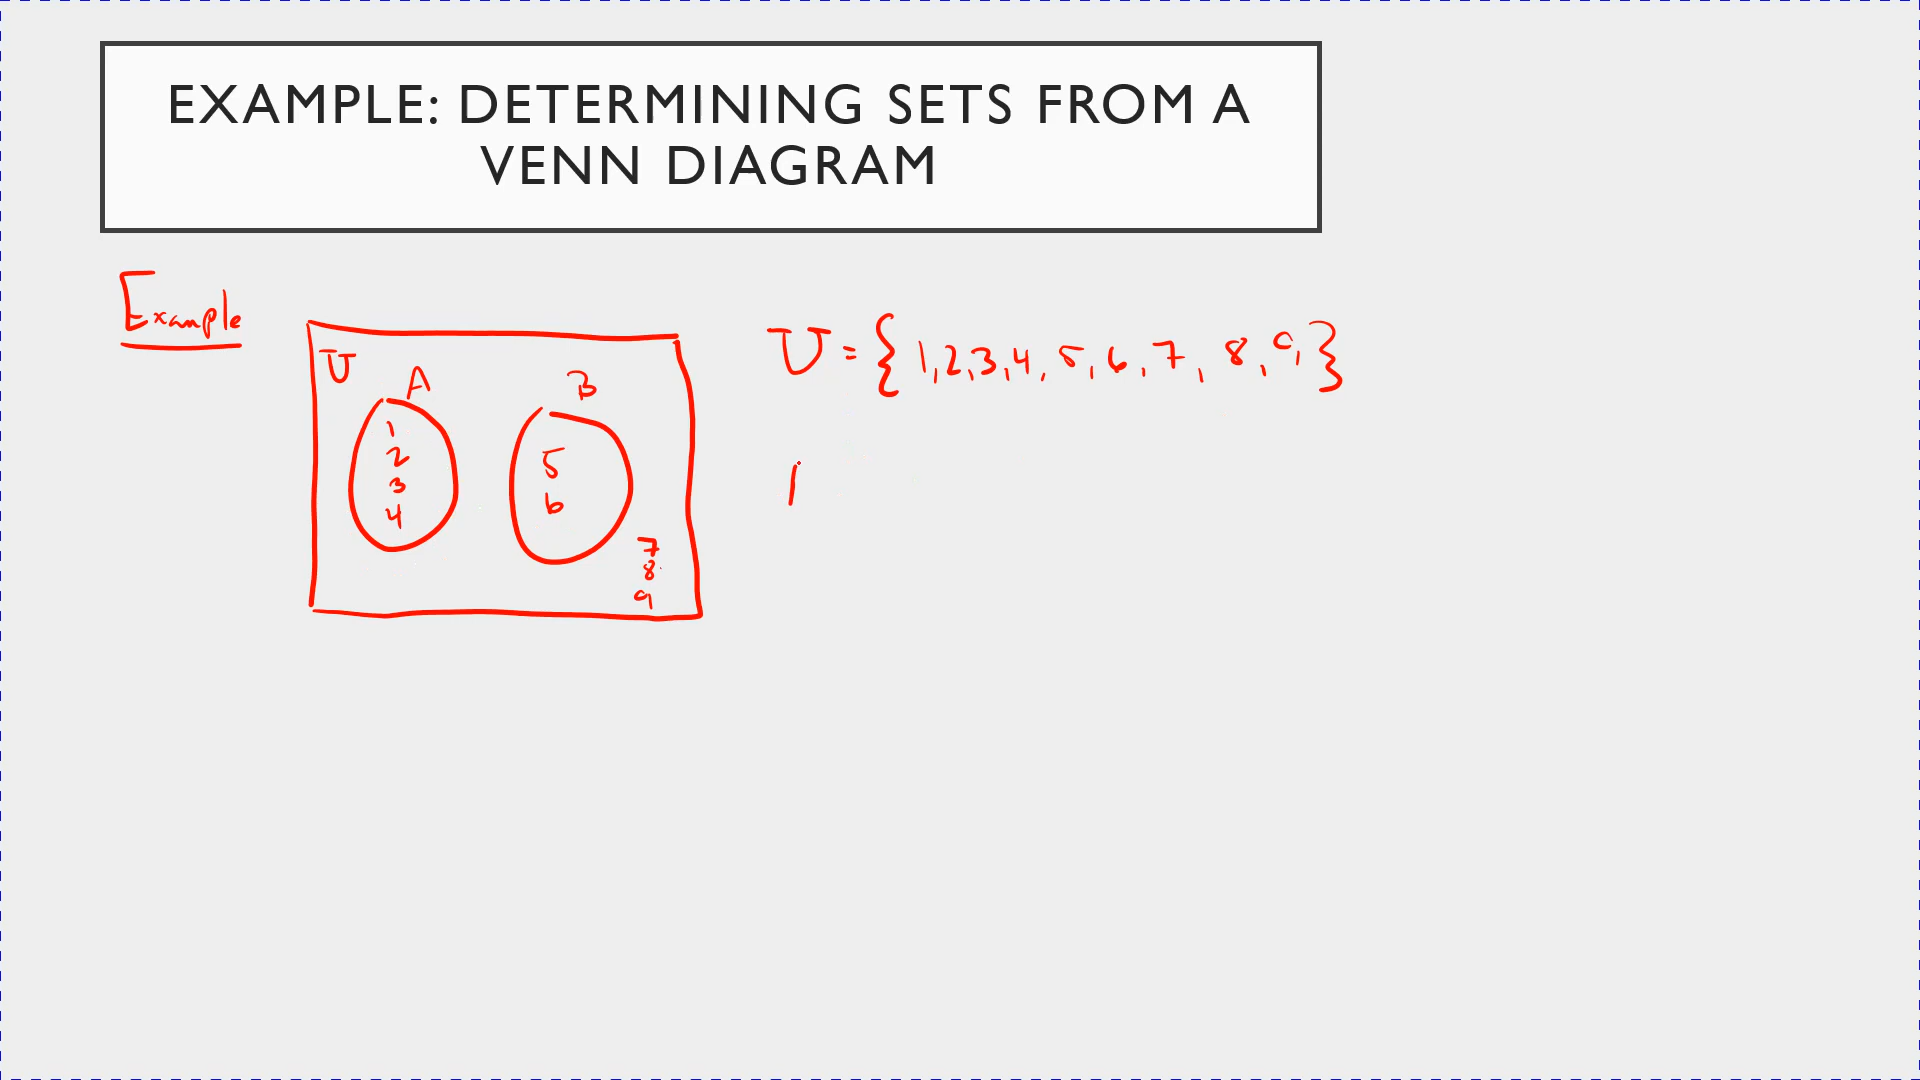 EXAMPLE: DETERMINING SETS FROM A
VENN DIAGRAM
Example
U
A
B
1
2
3
4
5
6
7
8
9
U = { 1, 2, 3, 4, 5, 6, 7, 8, 9 }